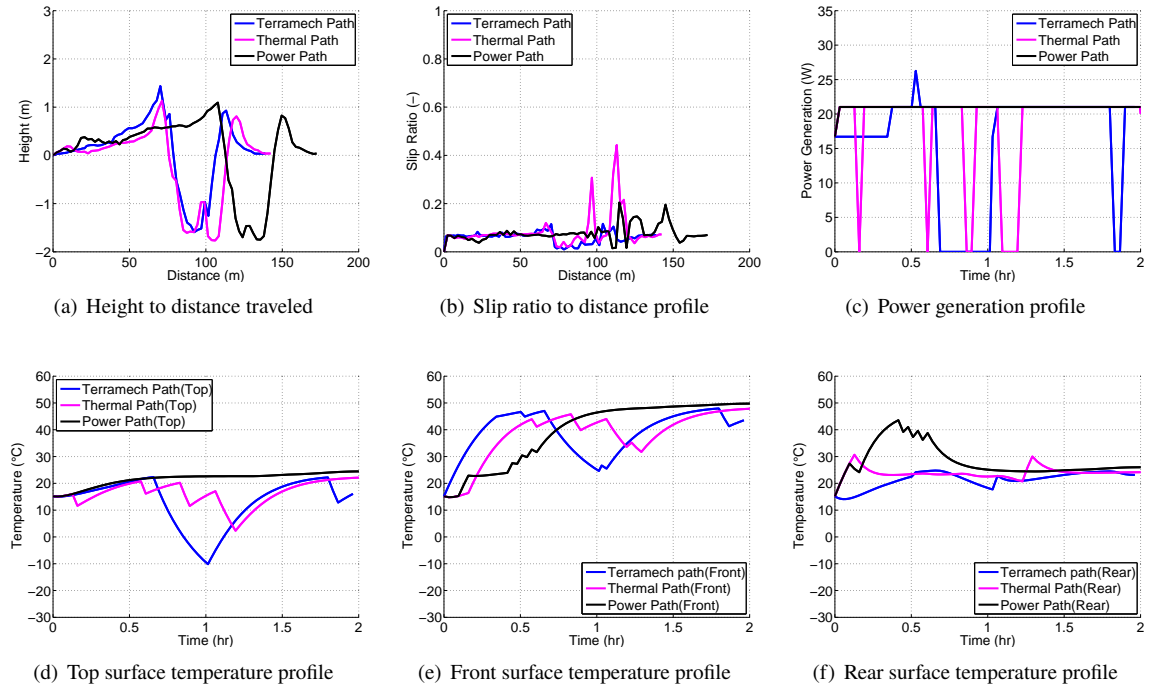 3
2
1
0
−1
−2
0
50
100
150
200
Height (m)
Distance (m)
Terramech Path
Thermal Path
Power Path
(a) Height to distance traveled
1
0.8
0.6
0.4
0.2
0
0
50
100
150
200
Slip Ratio (–)
Distance (m)
Terramech Path
Thermal Path
Power Path
(b) Slip ratio to distance profile
35
30
25
20
15
10
5
0
0
0.5
1
1.5
2
Power Generation (W)
Time (hr)
Terramech Path
Thermal Path
Power Path
(c) Power generation profile
60
50
40
30
20
10
0
−10
−20
−30
0
0.5
1
1.5
2
Temperature (°C)
Time (hr)
Terramech Path(Top)
Thermal Path(Top)
Power Path(Top)
(d) Top surface temperature profile
60
50
40
30
20
10
0
−10
−20
−30
0
0.5
1
1.5
2
Temperature (°C)
Time (hr)
Terramech path(Front)
Thermal Path(Front)
Power Path(Front)
(e) Front surface temperature profile
60
50
40
30
20
10
0
−10
−20
−30
0
0.5
1
1.5
2
Temperature (°C)
Time (hr)
Terramech path(Rear)
Thermal Path(Rear)
Power Path(Rear)
(f) Rear surface temperature profile